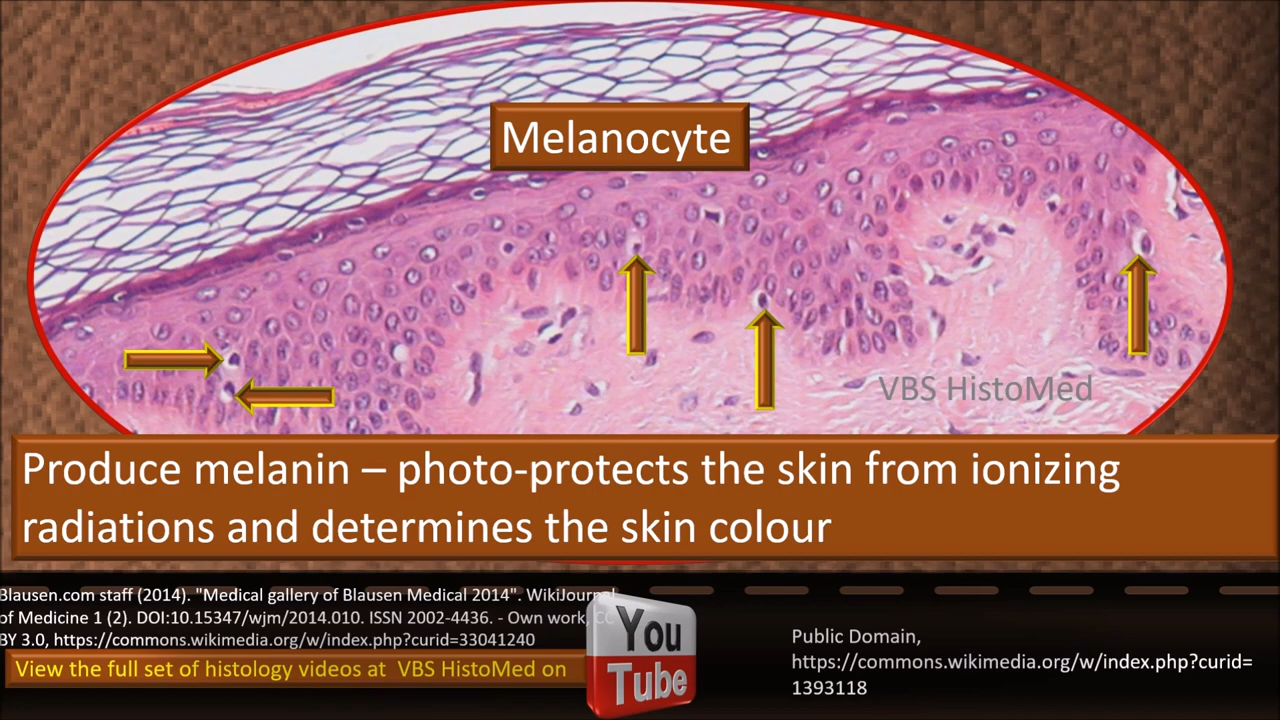 Melanocyte
VBS HistoMed
Produce melanin – photo-protects the skin from ionizing
radiations and determines the skin colour
Blausen.com staff (2014). "Medical gallery of Blausen Medical 2014". WikiJournal
of Medicine 1 (2). DOI:10.15347/wjm/2014.010. ISSN 2002-4436. - Own work, CC
BY 3.0, https://commons.wikimedia.org/w/index.php?curid=33041240
View the full set of histology videos at VBS HistoMed on
You
Tube
Public Domain,
https://commons.wikimedia.org/w/index.php?curid=
1393118